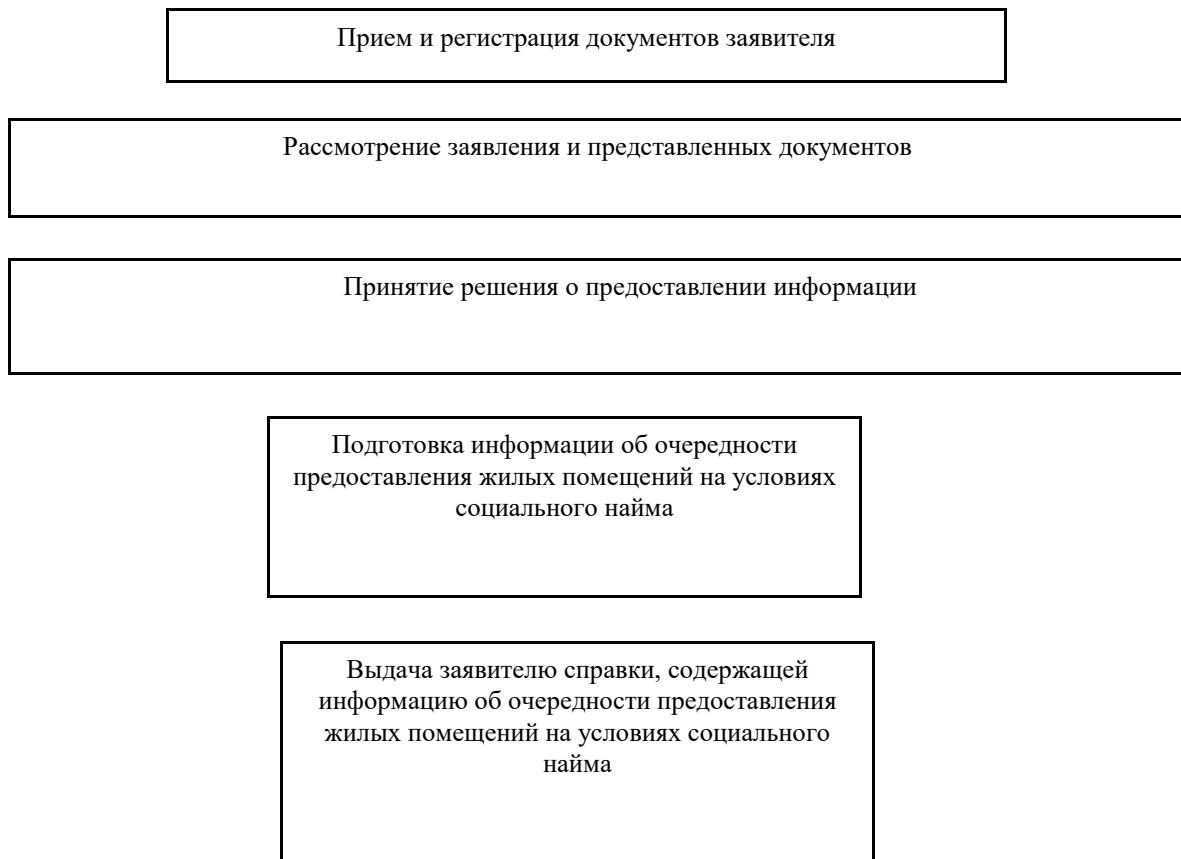 Прием и регистрация документов заявителя
Рассмотрение заявления и представленных документов
Принятие решения о предоставлении информации
Подготовка информации об очередности
предоставления жилых помещений на условиях
социального найма
Выдача заявителю справки, содержащей
информацию об очередности предоставления
жилых помещений на условиях социального
найма